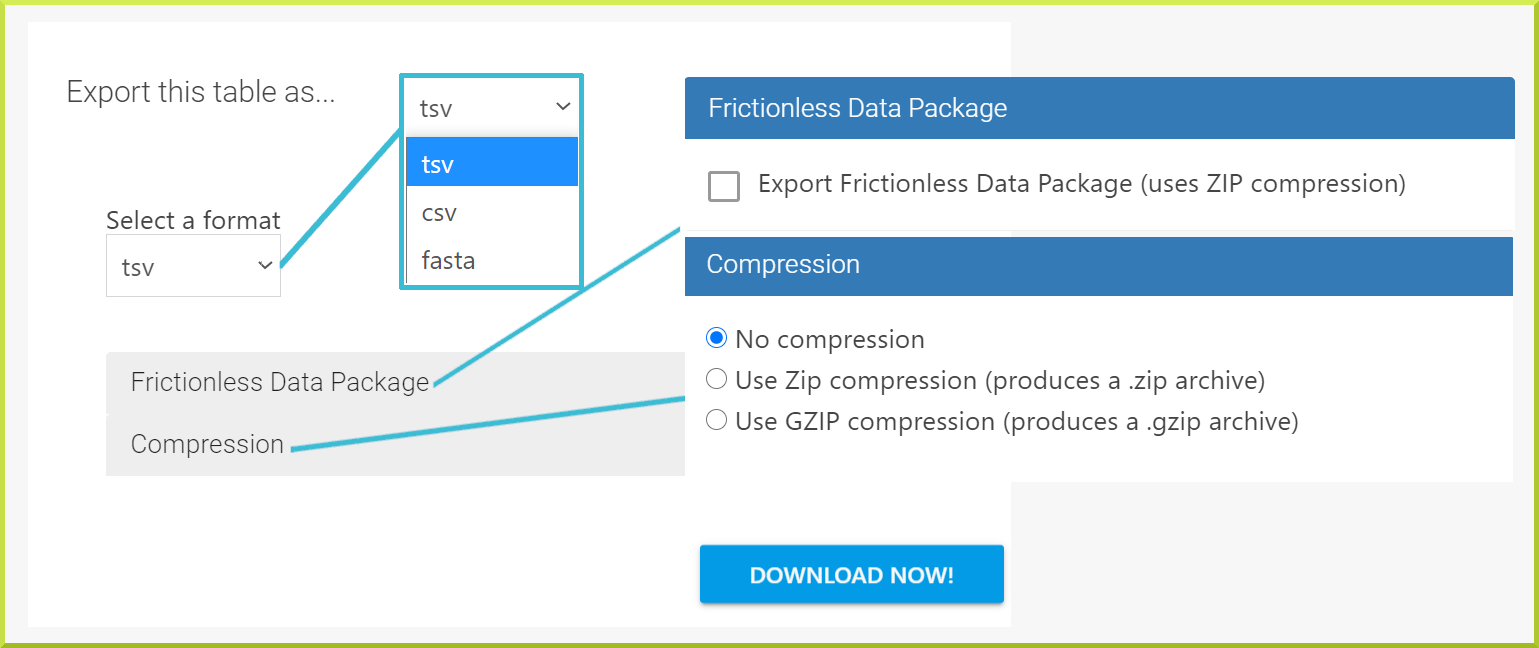 Export this table as...
Select a format
tsv
tsv
tsv
csv
fasta
Frictionless Data Package
Compression
Frictionless Data Package
Export Frictionless Data Package (uses ZIP compression)
Compression
No compression
Use Zip compression (produces a .zip archive)
Use GZIP compression (produces a .gzip archive)
DOWNLOAD NOW!